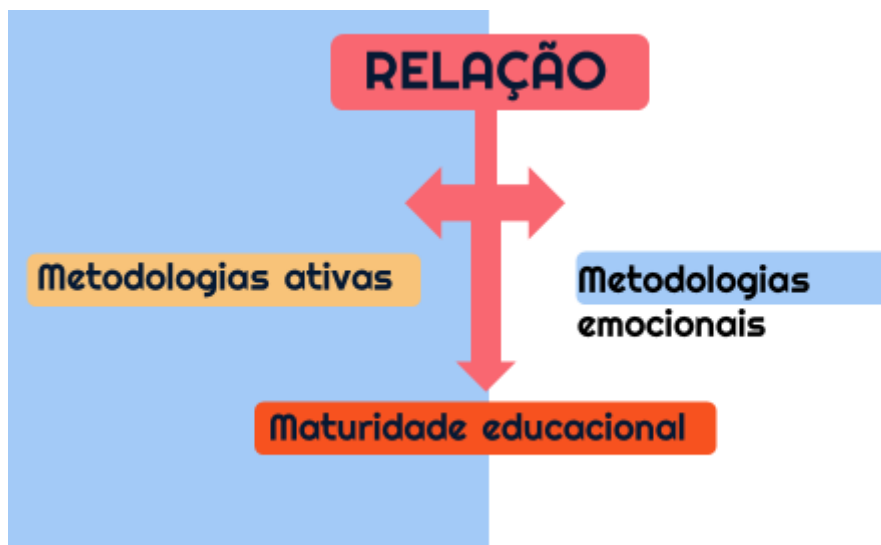 RELAÇÃO
Metodologias ativas
Metodologias
emocionais
Maturidade educacional